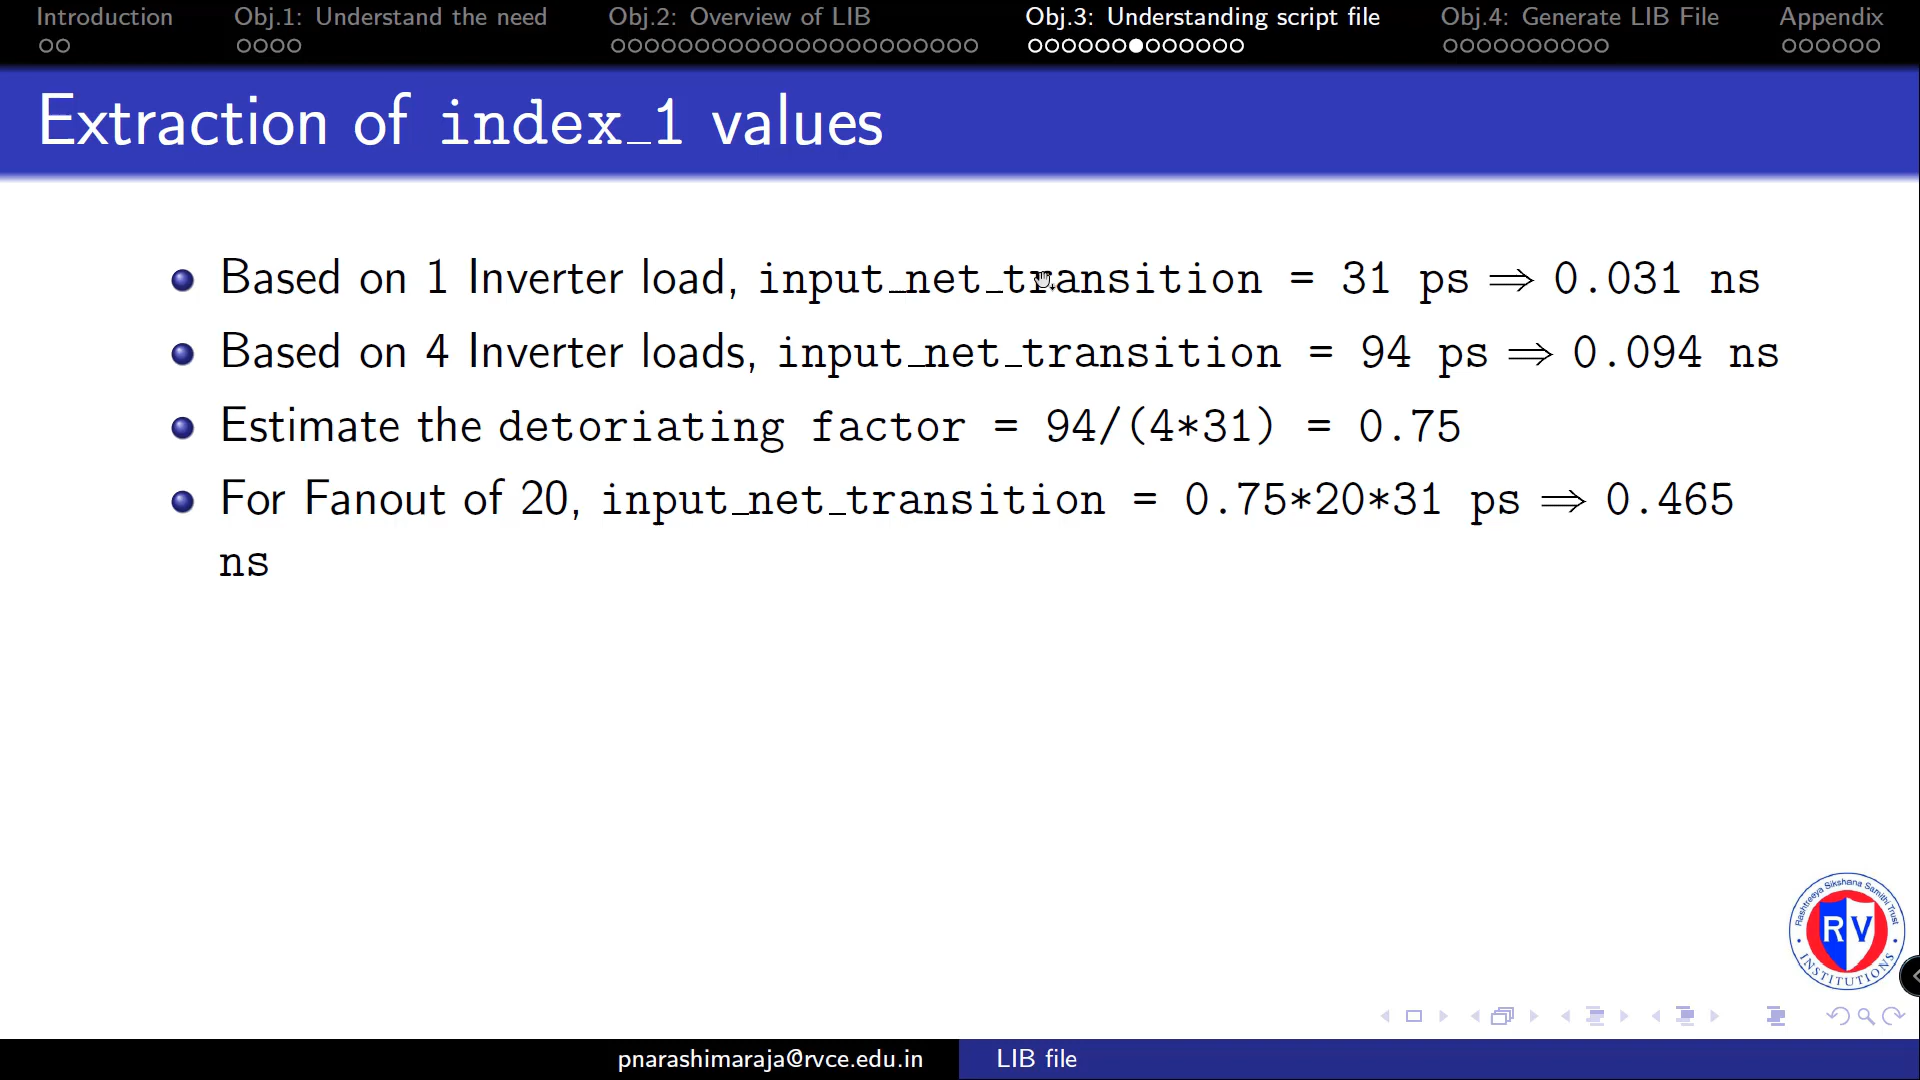 Introduction Obj.1: Understand the need Obj.2: Overview of LIB Obj.3: Understanding script file Obj.4: Generate LIB File Appendix
Extraction of index_1 values
Based on 1 Inverter load, input_net_transition = 31 ps ⇒ 0.031 ns
Based on 4 Inverter loads, input_net_transition = 94 ps ⇒ 0.094 ns
Estimate the detoriating factor = 94/(4*31) = 0.75
For Fanout of 20, input_net_transition = 0.75*20*31 ps ⇒ 0.465
ns
Rashtreeya Sikshana Samithi Trust
RV
INSTITUTIONS
pnarashimaraja@rvce.edu.in LIB file